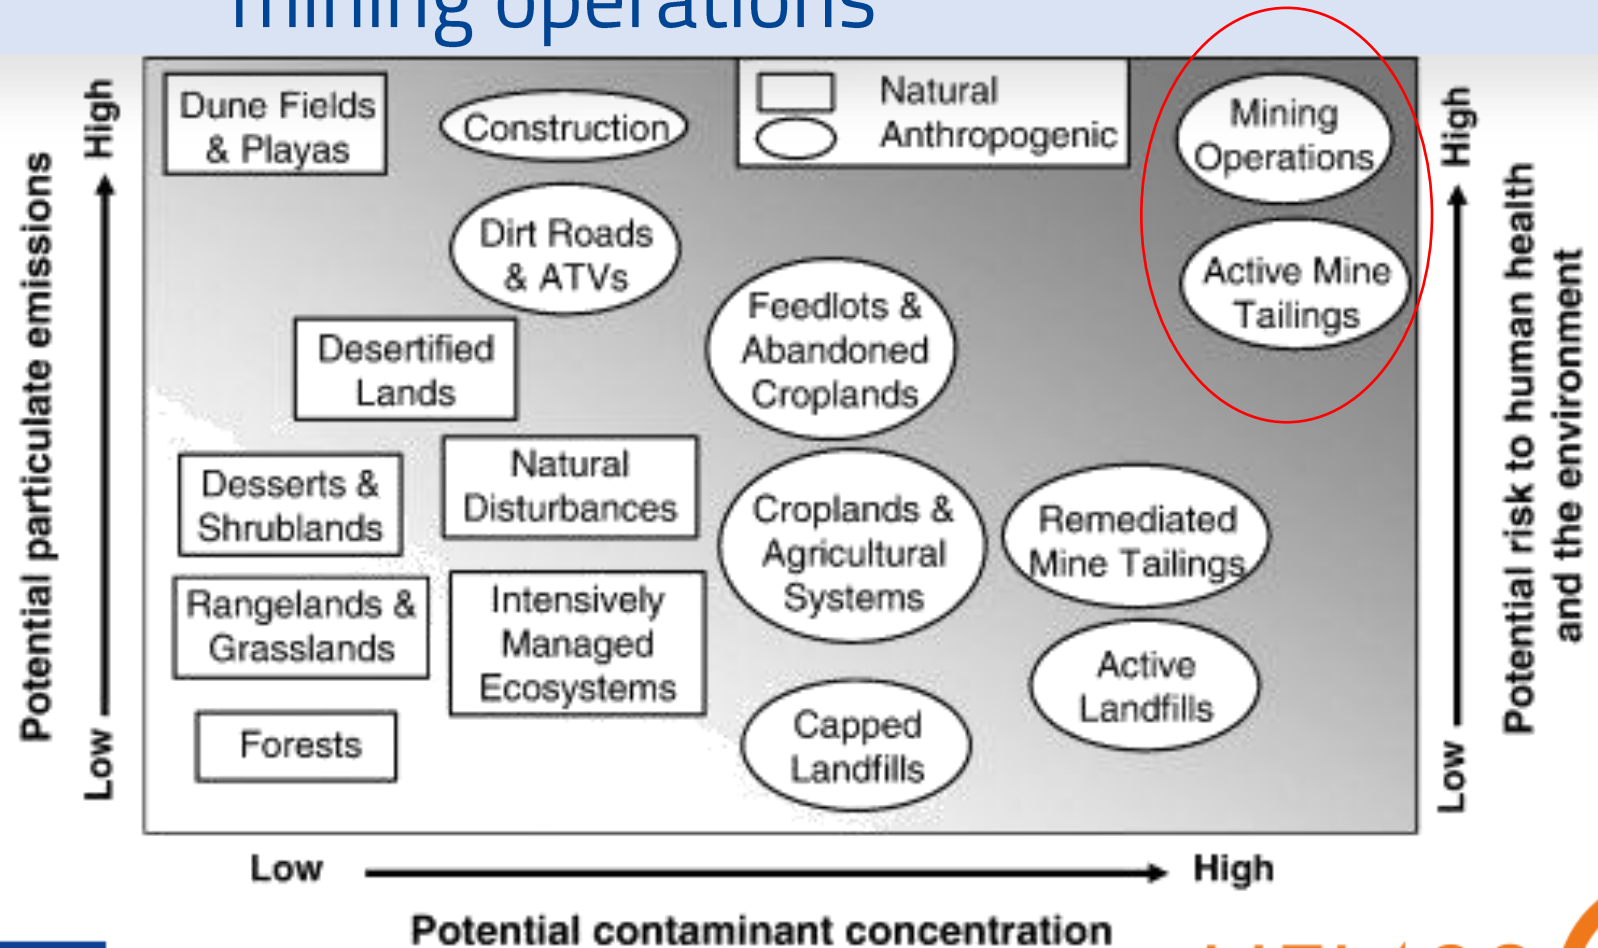 mining operations
Dune Fields
& Playas
Construction
Natural
Anthropogenic
Mining
Operations
Dirt Roads
& ATVs
Active Mine
Tailings
Feedlots &
Abandoned
Croplands
Desertified
Lands
Desserts &
Shrublands
Natural
Disturbances
Croplands &
Agricultural
Systems
Remediated
Mine Tailings
Rangelands &
Grasslands
Intensively
Managed
Ecosystems
Active
Landfills
Forests
Capped
Landfills
High
Potential particulate emissions
Low
High
Potential risk to human health
and the environment
Low
Low
High
Potential contaminant concentration